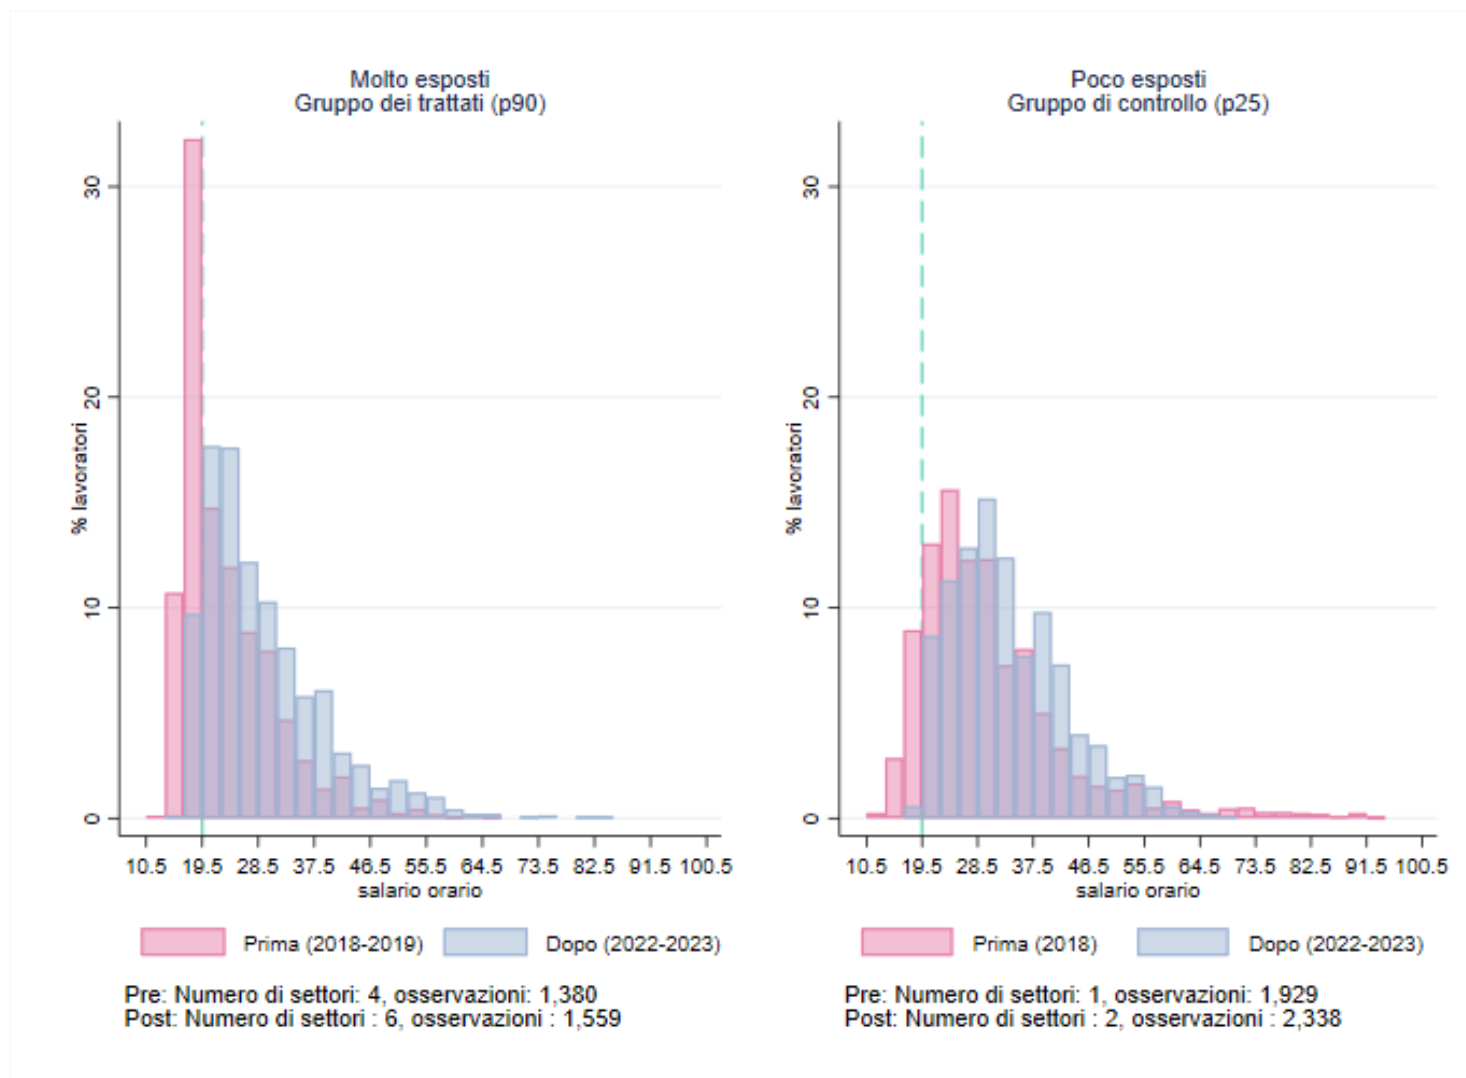 Molto esposti
Gruppo dei trattati (p90)
% lavoratori
30
20
10
0
10.5 19.5 28.5 37.5 46.5 55.5 64.5 73.5 82.5 91.5 100.5
salario orario
Prima (2018-2019) Dopo (2022-2023)
Pre: Numero di settori: 4, osservazioni: 1,380
Post: Numero di settori : 6, osservazioni : 1,559
Poco esposti
Gruppo di controllo (p25)
% lavoratori
30
20
10
0
10.5 19.5 28.5 37.5 46.5 55.5 64.5 73.5 82.5 91.5 100.5
salario orario
Prima (2018) Dopo (2022-2023)
Pre: Numero di settori: 1, osservazioni: 1,929
Post: Numero di settori : 2, osservazioni : 2,338